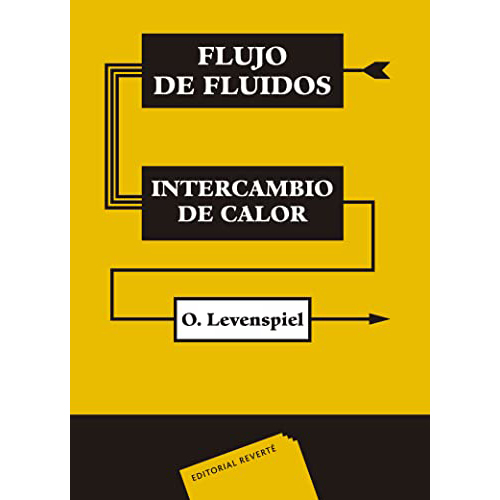 FLUJO
DE FLUIDOS
INTERCAMBIO
DE CALOR
O. Levenspiel
EDITORIAL REVERTÉ